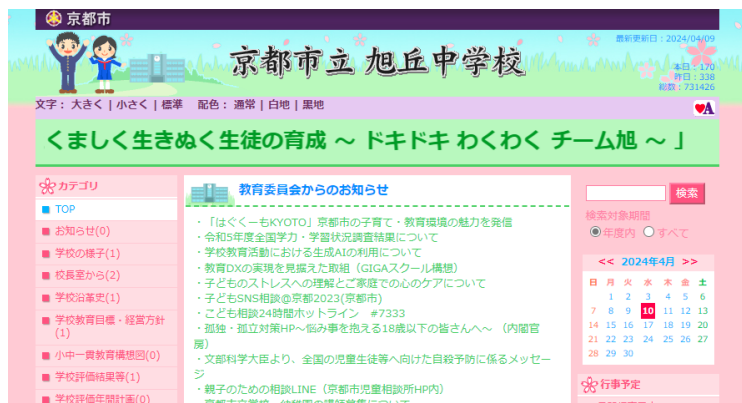 京都市
最新更新日：2024/04/09
京都市立 旭丘中学校
本日：170
昨日：338
総数：731426
文字： 大きく | 小さく | 標準 配色： 通常 | 白地 | 黒地
A
くましく生きぬく生徒の育成 ～ ドキドキ わくわく チーム旭 ～ 」
カテゴリ
TOP
お知らせ(0)
学校の様子(1)
校長室から(2)
学校沿革史(1)
学校教育目標・経営方針
(1)
小中一貫教育構想図(0)
学校評価結果等(1)
学校評価年間計画(0)
教育委員会からのお知らせ
・「はぐくーもKYOTO」京都市の子育て・教育環境の魅力を発信
・令和5年度全国学力・学習状況調査結果について
・学校教育活動における生成AIの利用について
・教育DXの実現を見据えた取組（GIGAスクール構想）
・子どものストレスへの理解とご家庭での心のケアについて
・子どもSNS相談@京都2023(京都市)
・こども相談24時間ホットライン #7333
・孤独・孤立対策HP～悩み事を抱える18歳以下の皆さんへ～（内閣官
房）
・文部科学大臣より、全国の児童生徒等へ向けた自殺予防に係るメッセー
ジ
・親子のための相談LINE（京都市児童相談所HP内）
検索
検索対象期間
年度内 すべて
<< 2024年4月 >>
日 月 火 水 木 金 土
1 2 3 4 5 6
7 8 9 10 11 12 13
14 15 16 17 18 19 20
21 22 23 24 25 26 27
28 29 30
行事予定